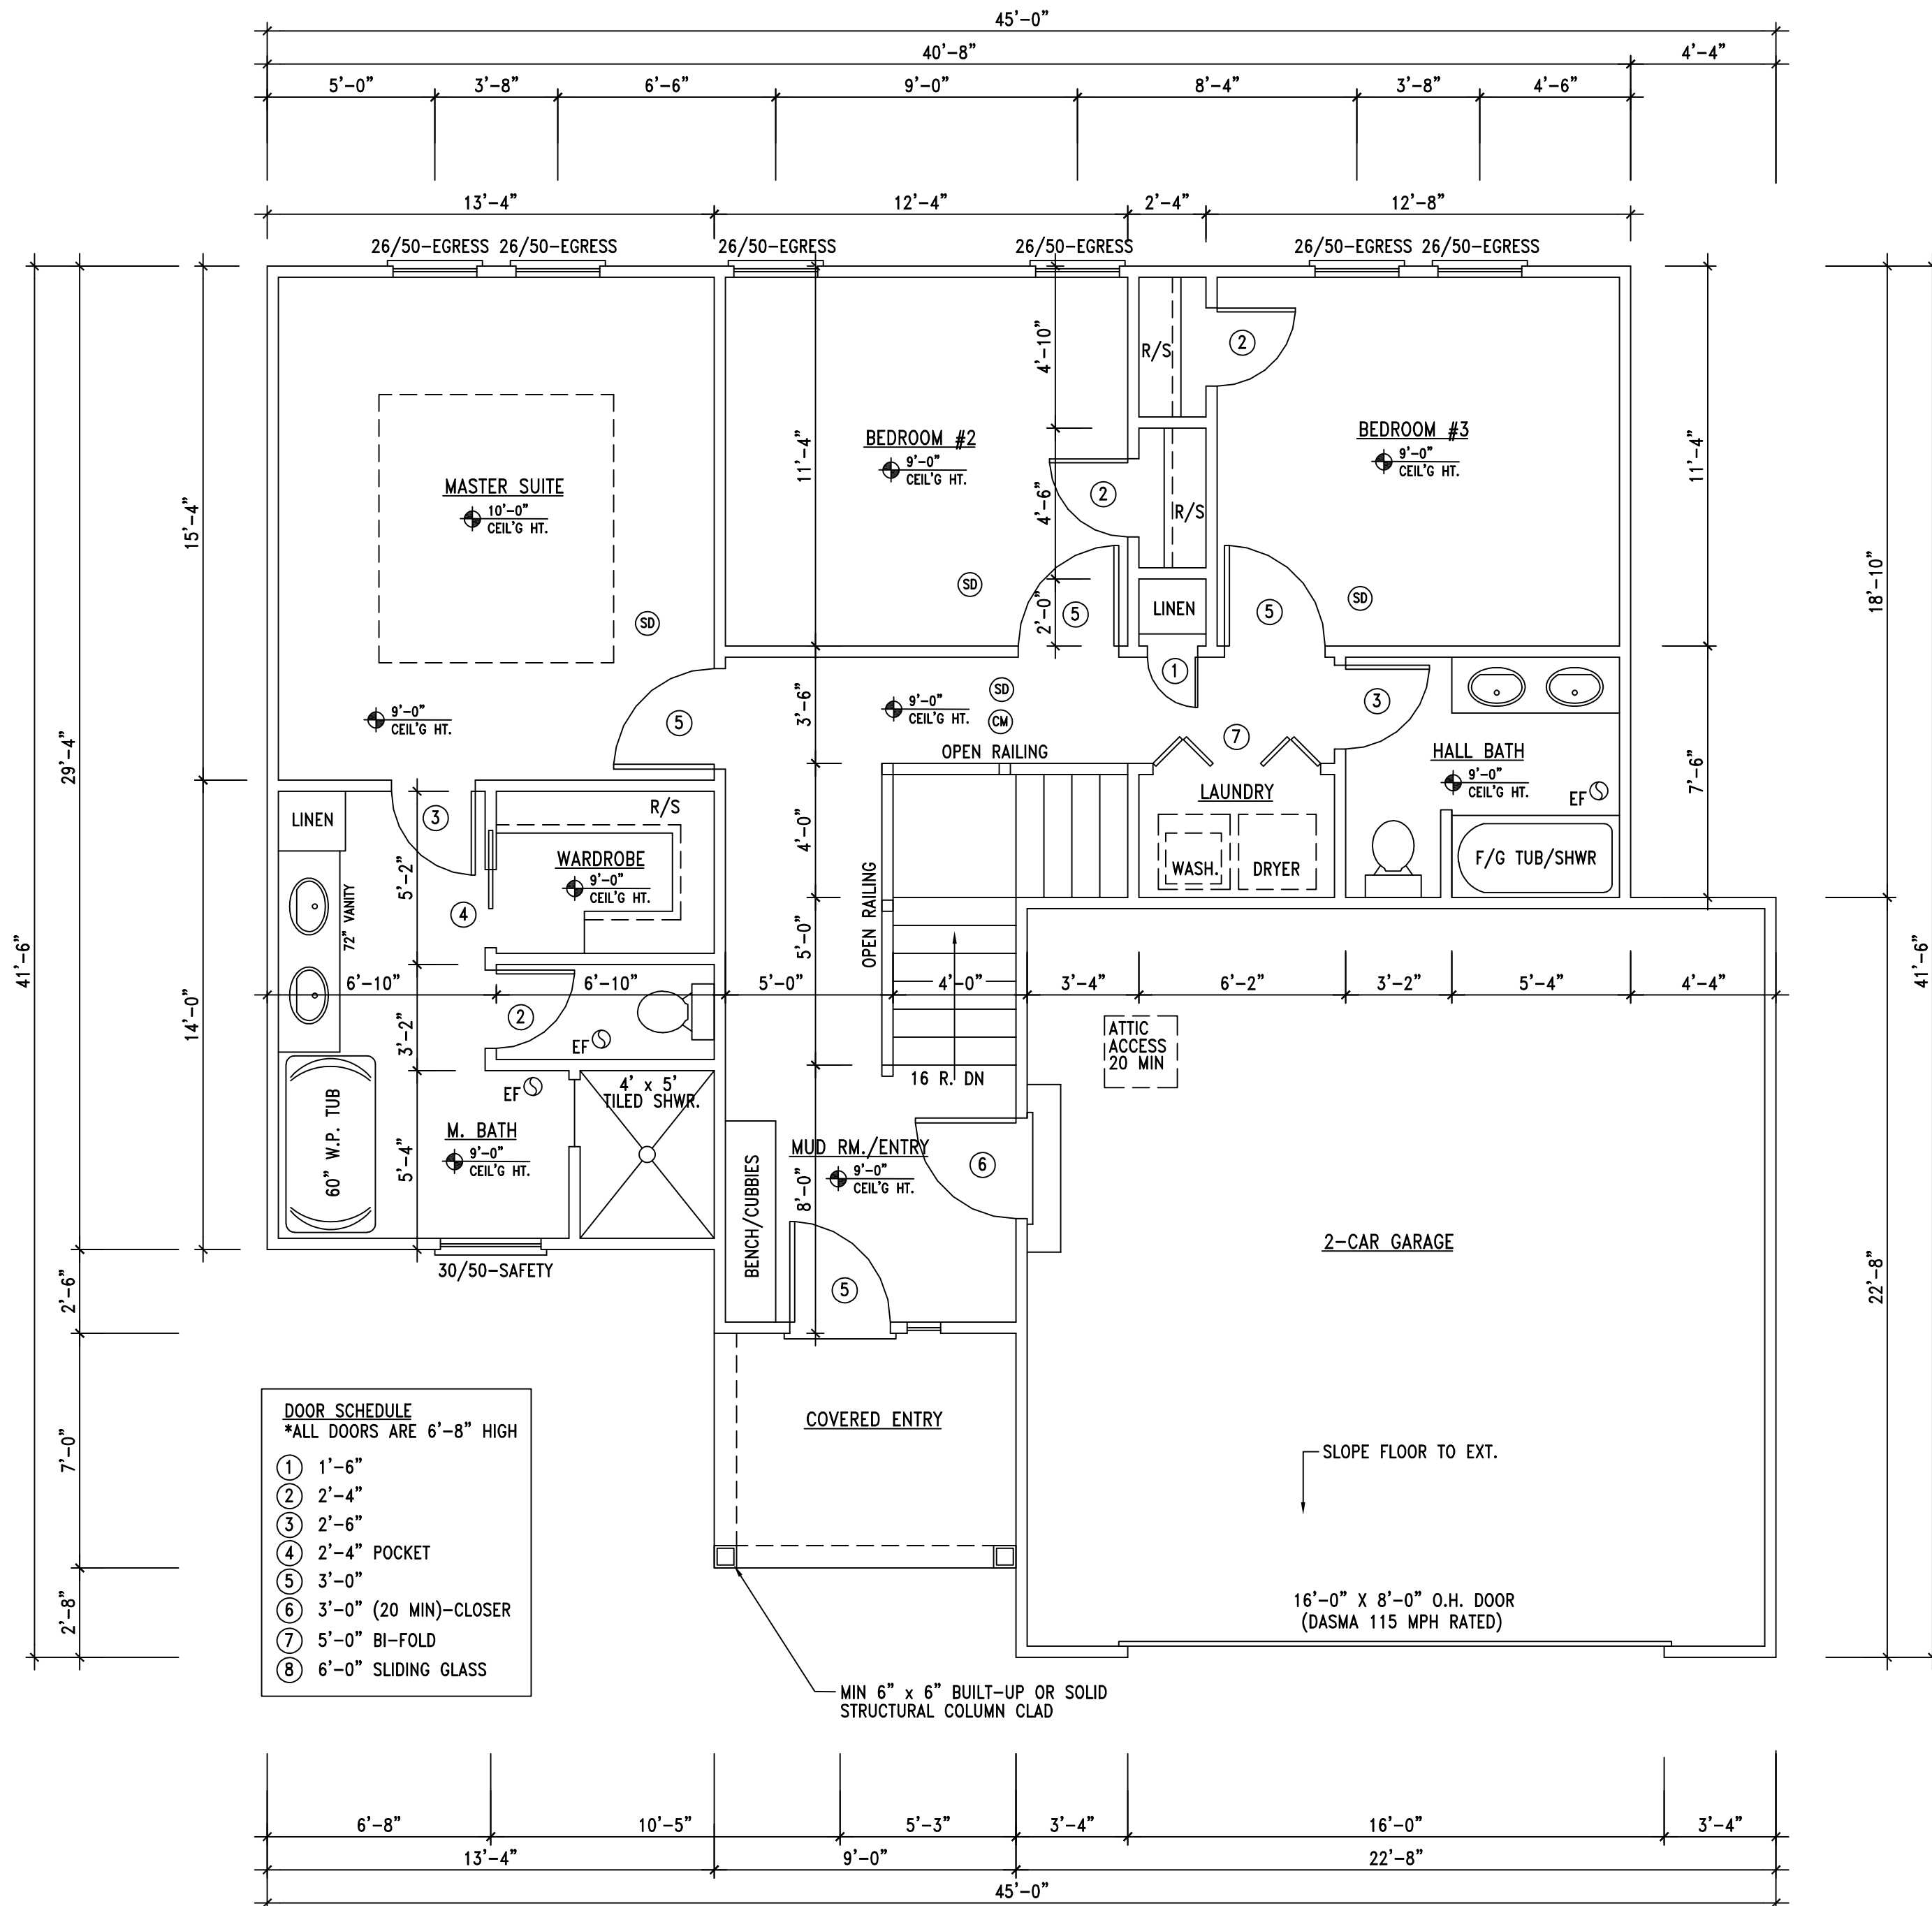 45'-0"
40'-8" 4'-4"
5'-0" 3'-8" 6'-6" 9'-0" 8'-4" 3'-8" 4'-6"
13'-4" 12'-4" 2'-4" 12'-8"
26/50-EGRESS 26/50-EGRESS 26/50-EGRESS 26/50-EGRESS 26/50-EGRESS 26/50-EGRESS
41'-6"
29'-4"
2'-6"
7'-0"
2'-8"
15'-4"
14'-0"
MASTER SUITE
10'-0"
CEIL'G HT.
SD
9'-0"
CEIL'G HT.
5
BEDROOM #2
9'-0"
CEIL'G HT.
SD
11'-4"
3'-6"
4'-0"
5'-0"
8'-0"
4'-10"
4'-6"
2'-0"
R/S
2
R/S
2
5
LINEN
1
BEDROOM #3
9'-0"
CEIL'G HT.
SD
5
11'-4"
7'-6"
18'-10"
22'-8"
41'-6"
9'-0"
CEIL'G HT.
SD
CM
OPEN RAILING
OPEN RAILING
7
LAUNDRY
WASH.
DRYER
3
HALL BATH
9'-0"
CEIL'G HT.
EF
F/G TUB/SHWR
LINEN
3
R/S
WARDROBE
9'-0"
CEIL'G HT.
4
72" VANITY
5'-2"
3'-2"
5'-4"
6'-10" 6'-10" 5'-0" 4'-0" 3'-4" 6'-2" 3'-2" 5'-4" 4'-4"
2
EF
EF
60" W.P. TUB
4' x 5'
TILED SHWR.
M. BATH
9'-0"
CEIL'G HT.
30/50-SAFETY
16 R. DN
ATTIC
ACCESS
20 MIN
MUD RM./ENTRY
9'-0"
CEIL'G HT.
6
BENCH/CUBBIES
5
2-CAR GARAGE
COVERED ENTRY
SLOPE FLOOR TO EXT.
16'-0" X 8'-0" O.H. DOOR
(DASMA 115 MPH RATED)
MIN 6" x 6" BUILT-UP OR SOLID
STRUCTURAL COLUMN CLAD
DOOR SCHEDULE
*ALL DOORS ARE 6'-8" HIGH
1 1'-6"
2 2'-4"
3 2'-6"
4 2'-4" POCKET
5 3'-0"
6 3'-0" (20 MIN)-CLOSER
7 5'-0" BI-FOLD
8 6'-0" SLIDING GLASS
6'-8" 10'-5" 5'-3" 3'-4" 16'-0" 3'-4"
13'-4" 9'-0" 22'-8"
45'-0"